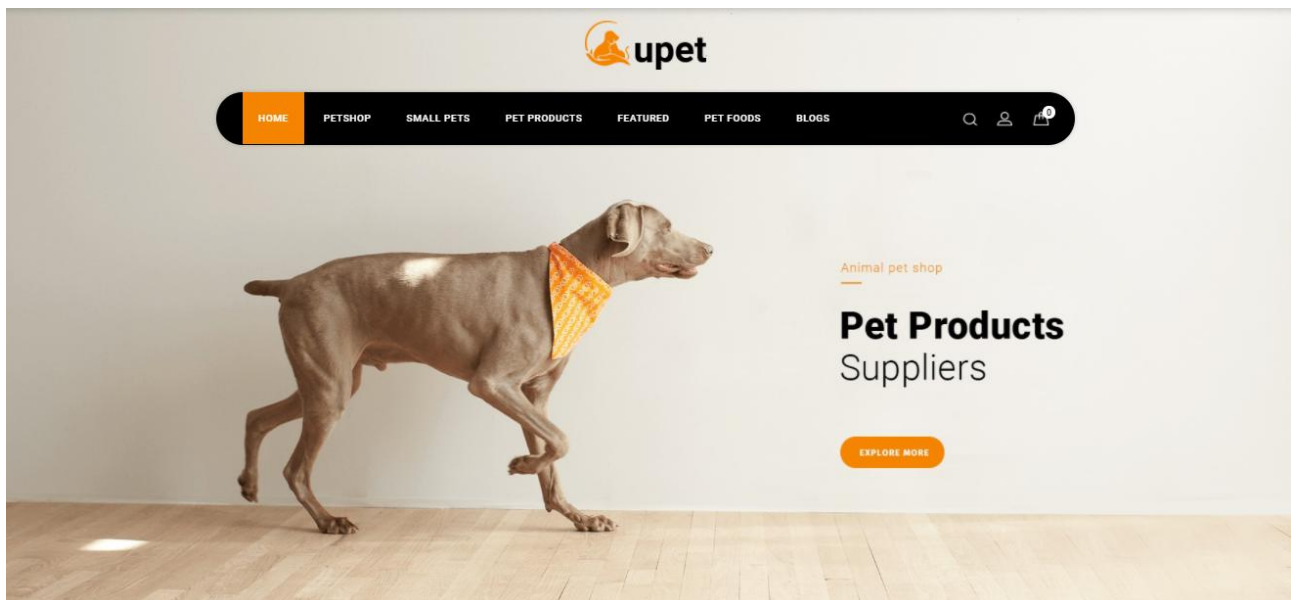 upet
HOME PETSHOP SMALL PETS PET PRODUCTS FEATURED PET FOODS BLOGS 0
Animal pet shop
Pet Products
Suppliers
EXPLORE MORE